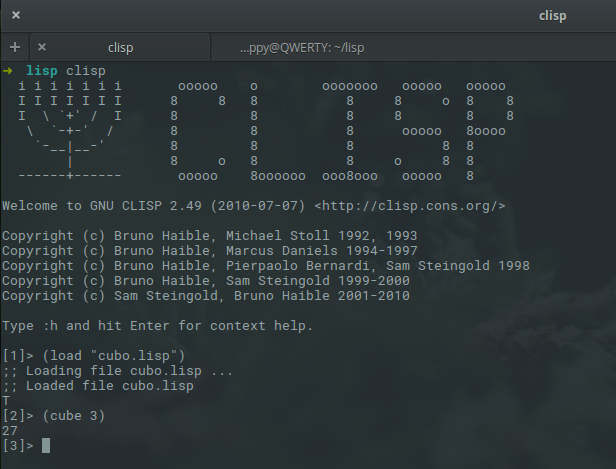 clisp
clisp
...ppy@QWERTY: ~/lisp
➜ lisp clisp
  i i i i i i i       ooooo    o        ooooooo   ooooo   ooooo
  I I I I I I I      8     8   8           8     8     o  8    8
  I  \ `+' /  I      8         8           8     8        8    8
   \  `-+-'  /       8         8           8      ooooo   8oooo
    `-__|__-'        8         8           8           8  8
        |            8     o   8           8     o     8  8
  ------+------       ooooo    8oooooo  ooo8ooo   ooooo   8
Welcome to GNU CLISP 2.49 (2010-07-07) <http://clisp.cons.org/>
Copyright (c) Bruno Haible, Michael Stoll 1992, 1993
Copyright (c) Bruno Haible, Marcus Daniels 1994-1997
Copyright (c) Bruno Haible, Pierpaolo Bernardi, Sam Steingold 1998
Copyright (c) Bruno Haible, Sam Steingold 1999-2000
Copyright (c) Sam Steingold, Bruno Haible 2001-2010
Type :h and hit Enter for context help.
[1]> (load "cubo.lisp")
;; Loading file cubo.lisp ...
;; Loaded file cubo.lisp
T
[2]> (cube 3)
27
[3]>